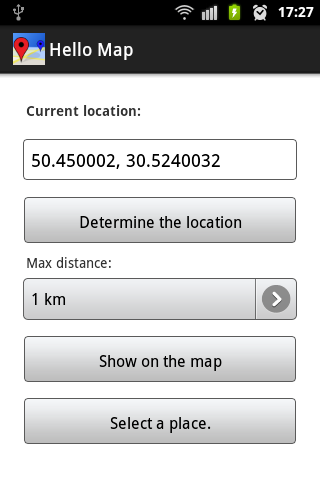 17:27
Hello Map
Current location:
50.450002, 30.5240032
Determine the location
Max distance:
1 km
Show on the map
Select a place.